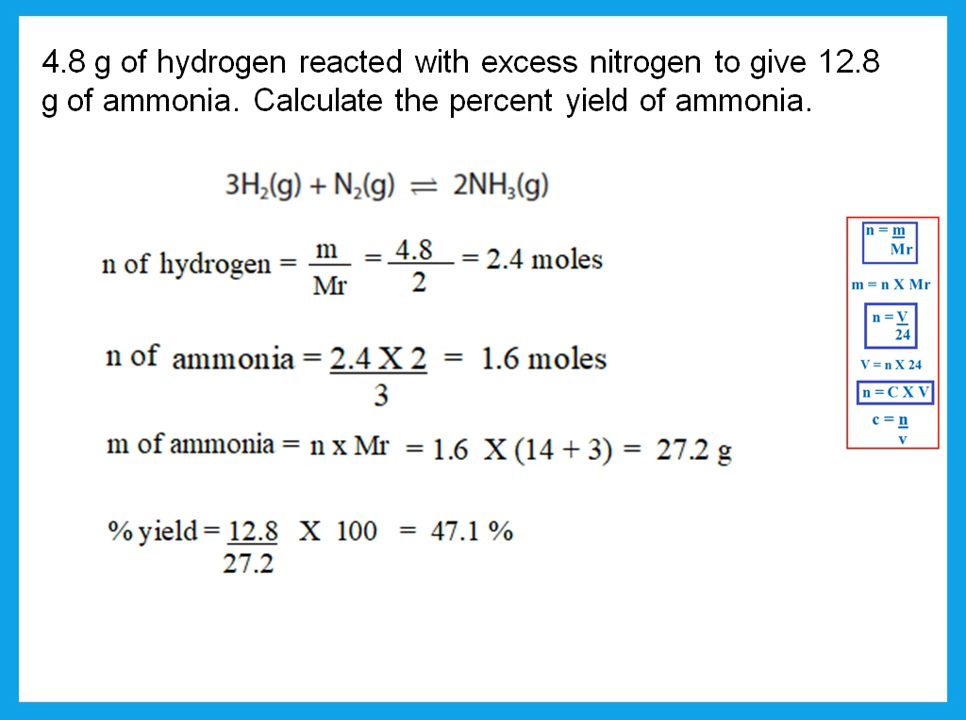 4.8 g of hydrogen reacted with excess nitrogen to give 12.8
g of ammonia. Calculate the percent yield of ammonia.
3H₂(g) + N₂(g) ⇌ 2NH₃(g)
n of hydrogen = m = 4.8 = 2.4 moles
Mr 2
n of ammonia = 2.4 X 2 = 1.6 moles
3
m of ammonia = n x Mr = 1.6 X (14 + 3) = 27.2 g
% yield = 12.8 X 100 = 47.1 %
27.2
n = m
Mr
m = n X Mr
n = V
24
V = n X 24
n = C X V
c = n
v